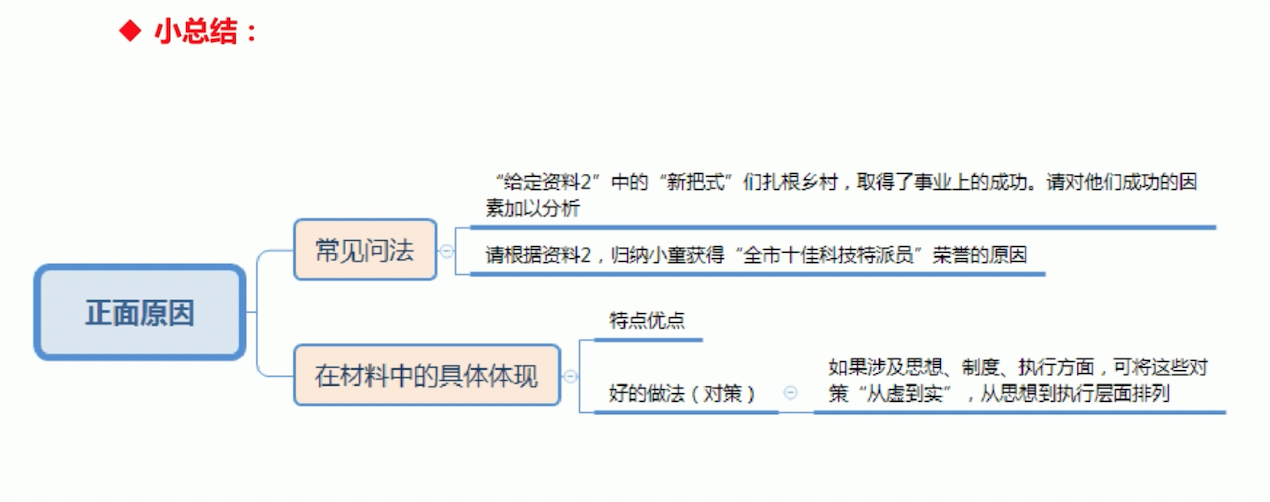 ◆ 小总结：
“给定资料2”中的“新把式”们扎根乡村，取得了事业上的成功。请对他们成功的因
素加以分析
常见问法
请根据资料2，归纳小童获得“全市十佳科技特派员”荣誉的原因
正面原因
特点优点
在材料中的具体体现
如果涉及思想、制度、执行方面，可将这些对
策“从虚到实”，从思想到执行层面排列
好的做法（对策）